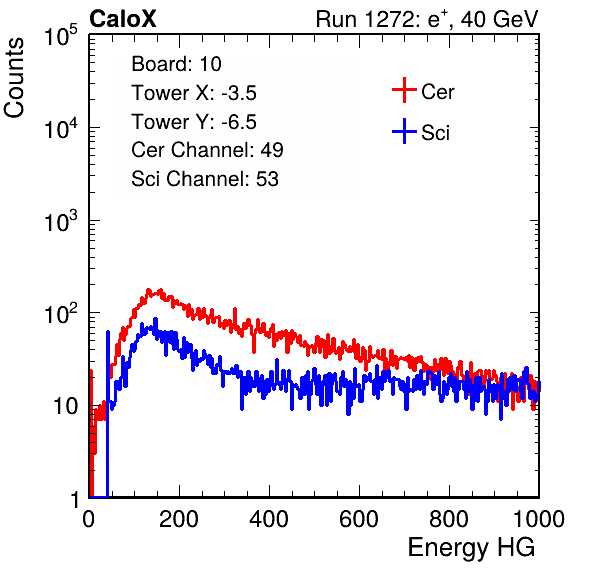 CaloX Run 1272: e⁺, 40 GeV
Counts
Board: 10
Tower X: -3.5
Tower Y: -6.5
Cer Channel: 49
Sci Channel: 53
Cer
Sci
10⁵
10⁴
10³
10²
10
1
0 200 400 600 800 1000
Energy HG